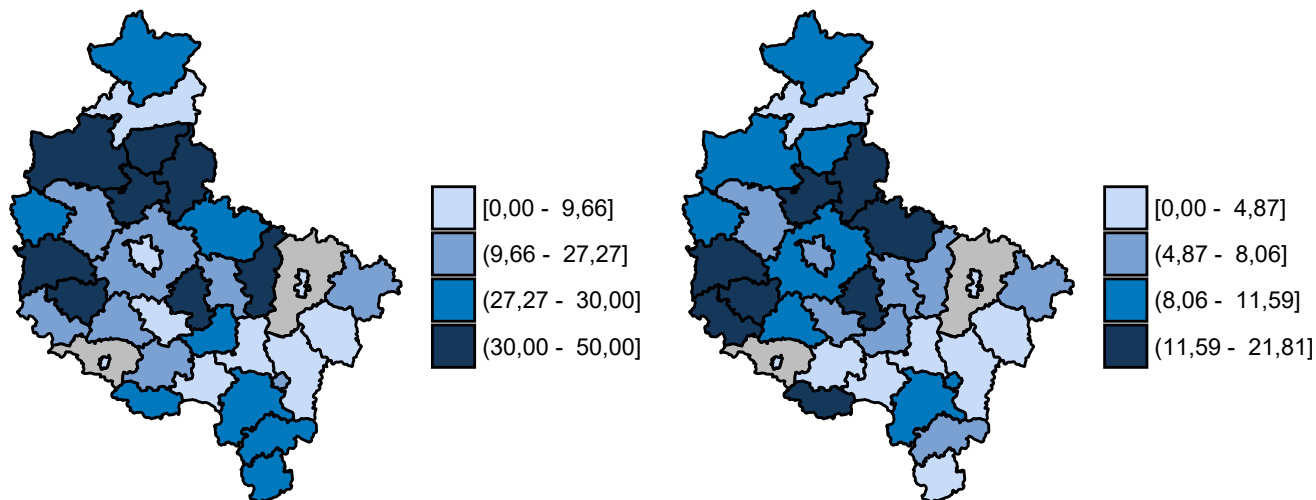 [0,00 - 9,66]
(9,66 - 27,27]
(27,27 - 30,00]
(30,00 - 50,00]
[0,00 - 4,87]
(4,87 - 8,06]
(8,06 - 11,59]
(11,59 - 21,81]